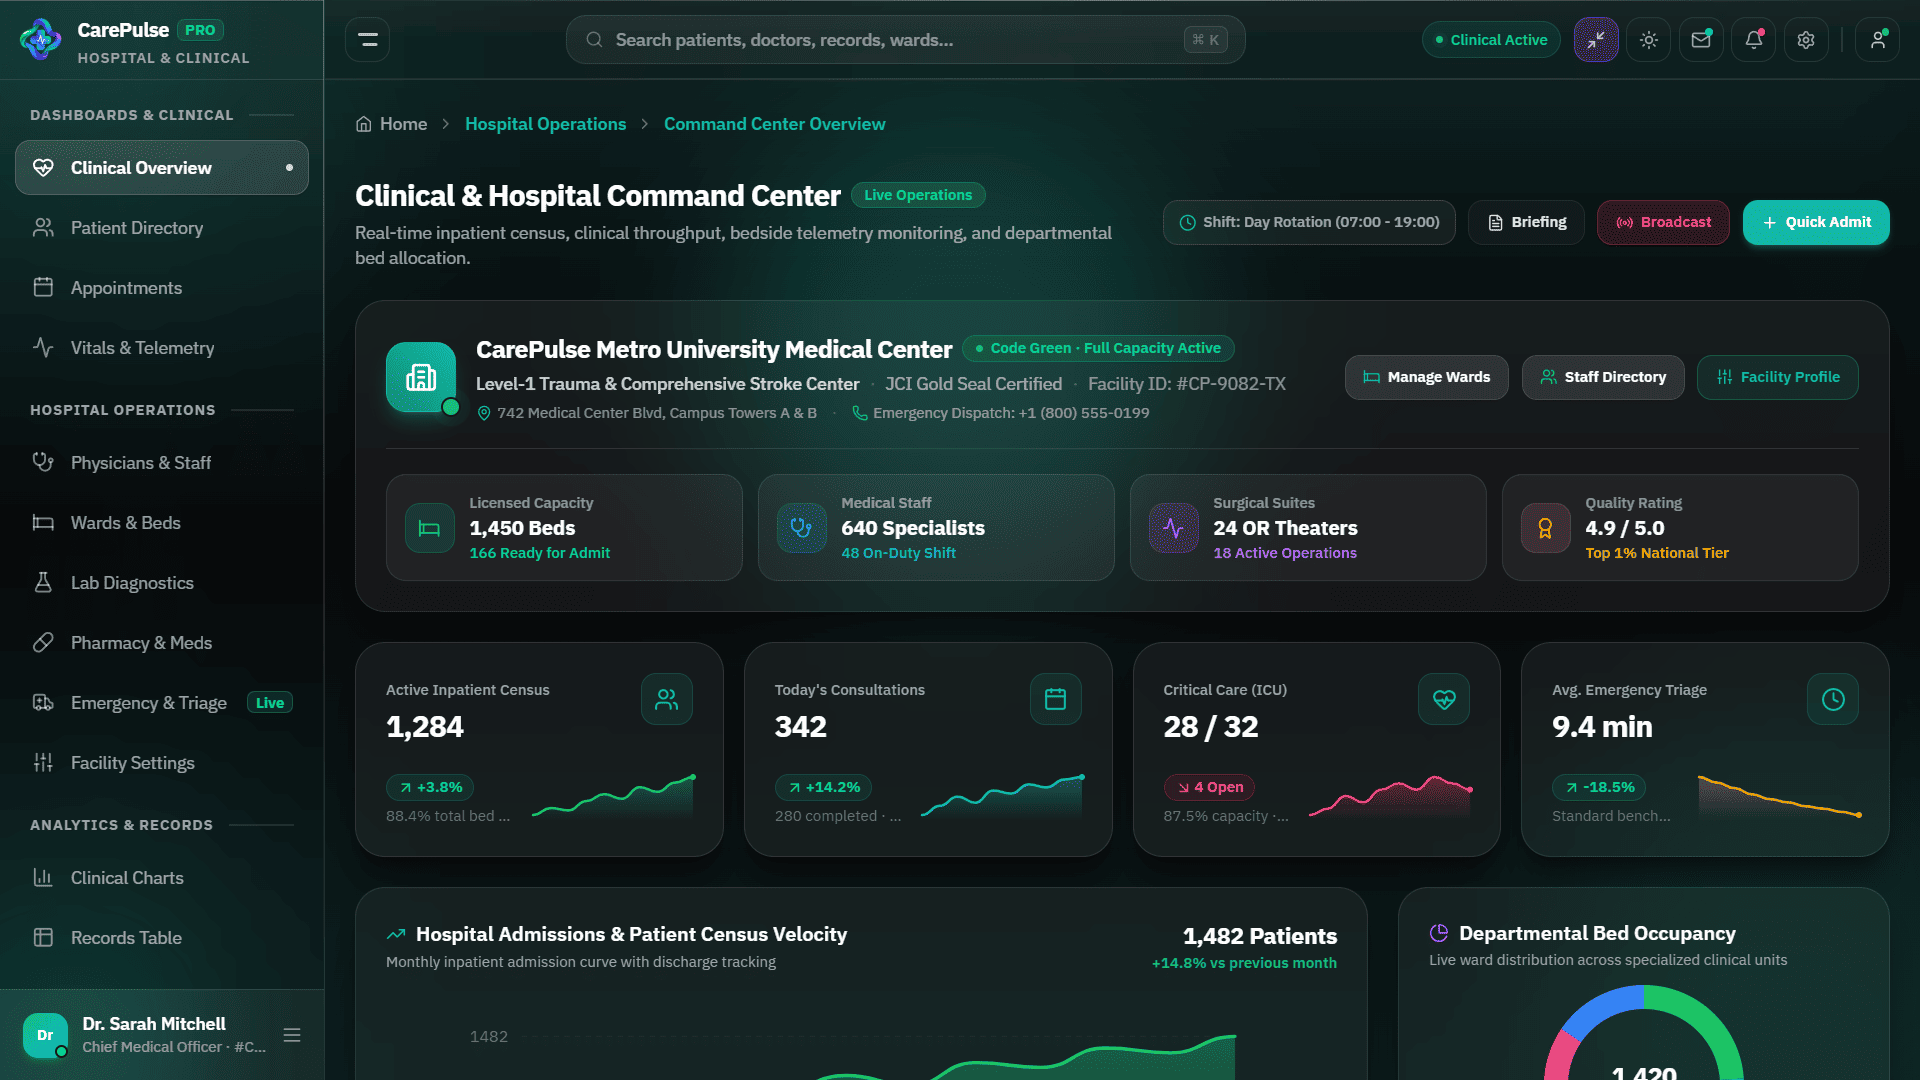 CarePulse PRO
HOSPITAL & CLINICAL
Search patients, doctors, records, wards...
⌘ K
Clinical Active
DASHBOARDS & CLINICAL
Clinical Overview
Patient Directory
Appointments
Vitals & Telemetry
HOSPITAL OPERATIONS
Physicians & Staff
Wards & Beds
Lab Diagnostics
Pharmacy & Meds
Emergency & Triage Live
Facility Settings
ANALYTICS & RECORDS
Clinical Charts
Records Table
Dr
Dr. Sarah Mitchell
Chief Medical Officer · #C...
Home > Hospital Operations > Command Center Overview
Clinical & Hospital Command Center Live Operations
Real-time inpatient census, clinical throughput, bedside telemetry monitoring, and departmental
bed allocation.
Shift: Day Rotation (07:00 - 19:00)
Briefing
Broadcast
Quick Admit
CarePulse Metro University Medical Center
Code Green · Full Capacity Active
Level-1 Trauma & Comprehensive Stroke Center · JCI Gold Seal Certified · Facility ID: #CP-9082-TX
742 Medical Center Blvd, Campus Towers A & B · Emergency Dispatch: +1 (800) 555-0199
Manage Wards
Staff Directory
Facility Profile
Licensed Capacity
1,450 Beds
166 Ready for Admit
Medical Staff
640 Specialists
48 On-Duty Shift
Surgical Suites
24 OR Theaters
18 Active Operations
Quality Rating
4.9 / 5.0
Top 1% National Tier
Active Inpatient Census
1,284
+3.8%
88.4% total bed ...
Today's Consultations
342
+14.2%
280 completed · ...
Critical Care (ICU)
28 / 32
4 Open
87.5% capacity ·...
Avg. Emergency Triage
9.4 min
-18.5%
Standard bench...
Hospital Admissions & Patient Census Velocity
Monthly inpatient admission curve with discharge tracking
1,482 Patients
+14.8% vs previous month
1482
Departmental Bed Occupancy
Live ward distribution across specialized clinical units
1,420